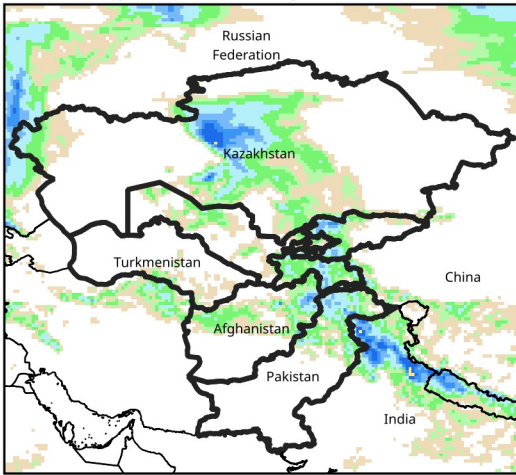 Russian
Federation
Kazakhstan
Turkmenistan
China
Afghanistan
Pakistan
India